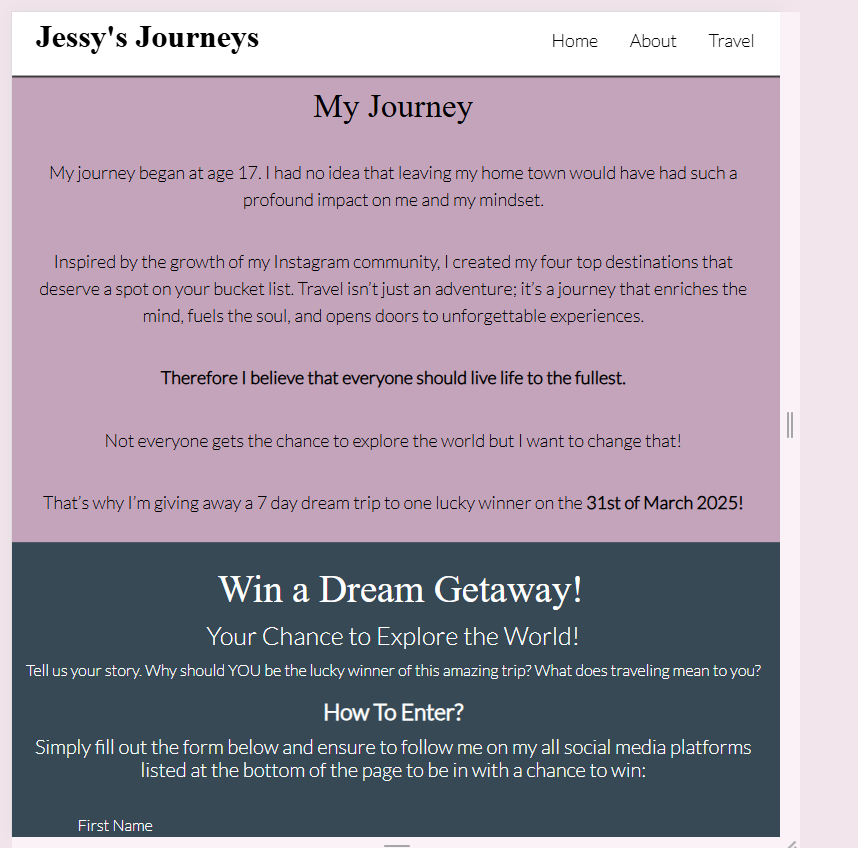 Jessy's Journeys
Home About Travel
My Journey
My journey began at age 17. I had no idea that leaving my home town would have had such a
profound impact on me and my mindset.
Inspired by the growth of my Instagram community, I created my four top destinations that
deserve a spot on your bucket list. Travel isn’t just an adventure; it’s a journey that enriches the
mind, fuels the soul, and opens doors to unforgettable experiences.
Therefore I believe that everyone should live life to the fullest.
Not everyone gets the chance to explore the world but I want to change that!
That’s why I’m giving away a 7 day dream trip to one lucky winner on the 31st of March 2025!
Win a Dream Getaway!
Your Chance to Explore the World!
Tell us your story. Why should YOU be the lucky winner of this amazing trip? What does traveling mean to you?
How To Enter?
Simply fill out the form below and ensure to follow me on my all social media platforms
listed at the bottom of the page to be in with a chance to win:
First Name